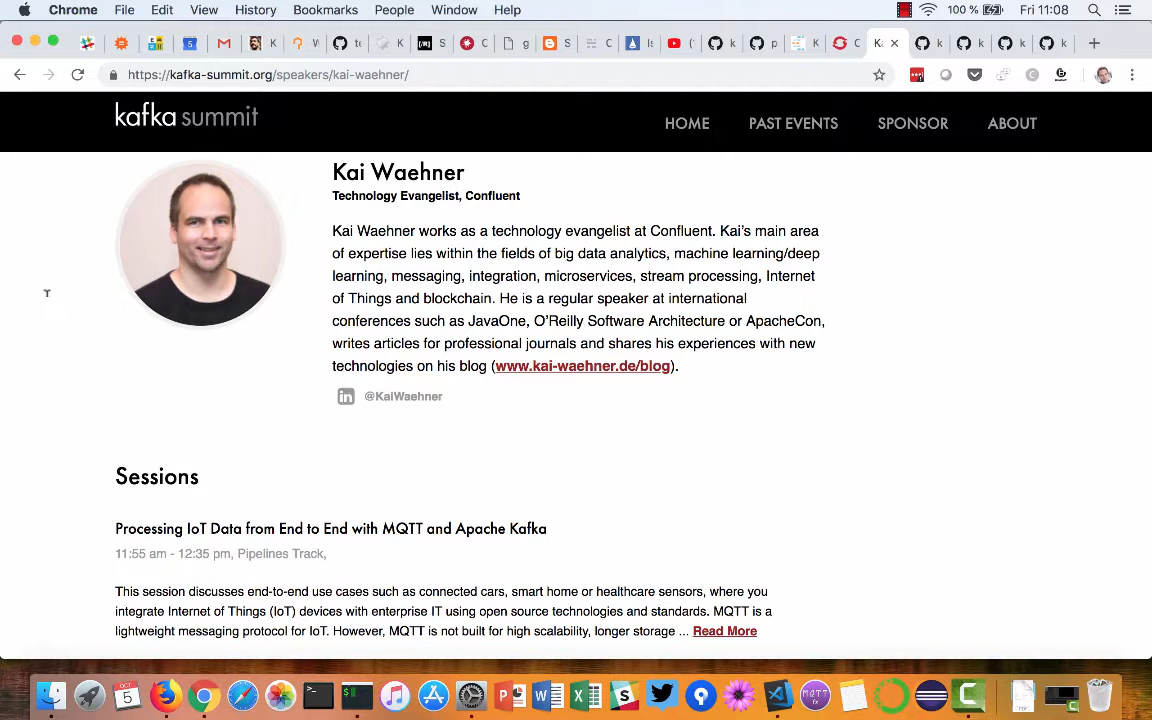 Chrome File Edit View History Bookmarks People Window Help 100 % Fri 11:08
https://kafka-summit.org/speakers/kai-waehner/
kafka summit
HOME PAST EVENTS SPONSOR ABOUT
Kai Waehner
Technology Evangelist, Confluent
Kai Waehner works as a technology evangelist at Confluent. Kai's main area
of expertise lies within the fields of big data analytics, machine learning/deep
learning, messaging, integration, microservices, stream processing, Internet
of Things and blockchain. He is a regular speaker at international
conferences such as JavaOne, O'Reilly Software Architecture or ApacheCon,
writes articles for professional journals and shares his experiences with new
technologies on his blog (www.kai-waehner.de/blog).
in @KaiWaehner
Sessions
Processing IoT Data from End to End with MQTT and Apache Kafka
11:55 am - 12:35 pm, Pipelines Track,
This session discusses end-to-end use cases such as connected cars, smart home or healthcare sensors, where you
integrate Internet of Things (IoT) devices with enterprise IT using open source technologies and standards. MQTT is a
lightweight messaging protocol for IoT. However, MQTT is not built for high scalability, longer storage ... Read More